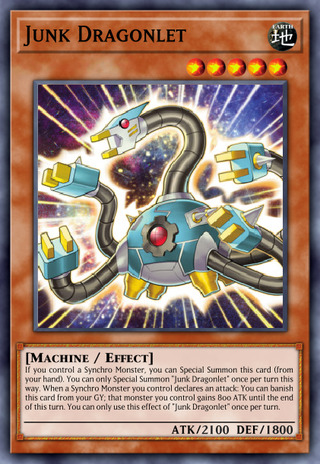 Junk Dragonlet
EARTH
地
[Machine / Effect]
If you control a Synchro Monster, you can Special Summon this card (from
your hand). You can only Special Summon "Junk Dragonlet" once per turn this
way. When a Synchro Monster you control declares an attack: You can banish
this card from your GY; that monster you control gains 800 ATK until the end
of this turn. You can only use this effect of "Junk Dragonlet" once per turn.
ATK/2100 DEF/1800